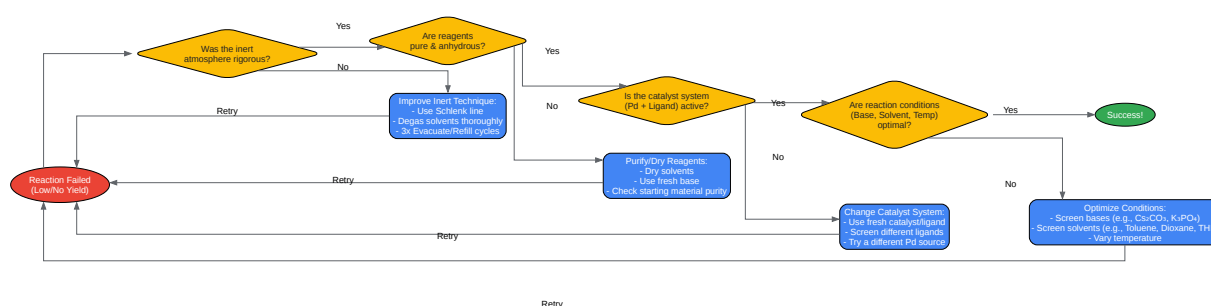 Was the inert
atmosphere rigorous?
Yes
Are reagents
pure & anhydrous?
Yes
No
Improve Inert Technique:
- Use Schlenk line
- Degas solvents thoroughly
- 3x Evacuate/Refill cycles
Retry
No
Is the catalyst system
(Pd + Ligand) active?
Yes
Are reaction conditions
(Base, Solvent, Temp)
optimal?
Yes
Success!
Reaction Failed
(Low/No Yield)
Retry
Purify/Dry Reagents:
- Dry solvents
- Use fresh base
- Check starting material purity
No
No
Change Catalyst System:
- Use fresh catalyst/ligand
- Screen different ligands
- Try a different Pd source
Retry
Optimize Conditions:
- Screen bases (e.g., Cs₂CO₃, K₃PO₄)
- Screen solvents (e.g., Toluene, Dioxane, TH
- Vary temperature
Retry